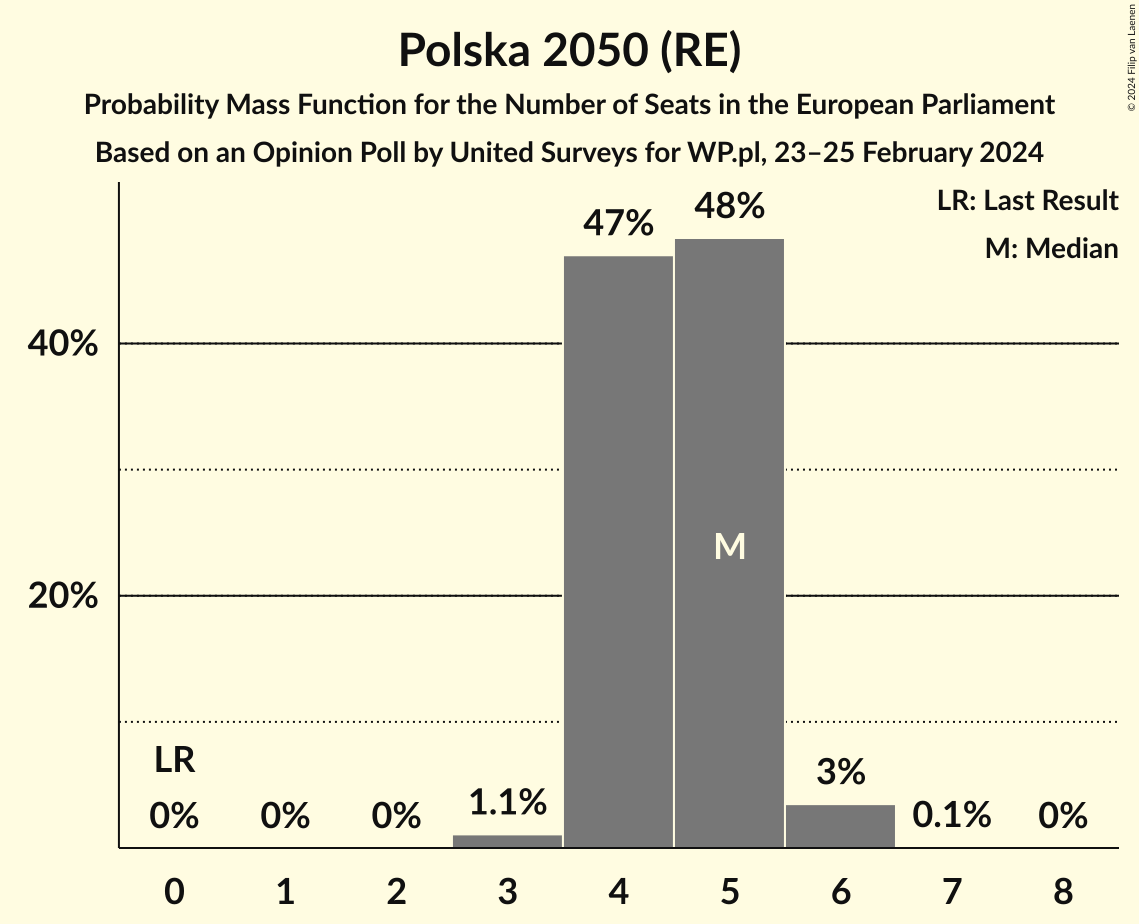 Polska 2050 (RE)
Probability Mass Function for the Number of Seats in the European Parliament
Based on an Opinion Poll by United Surveys for WP.pl, 23–25 February 2024
© 2024 Filip van Laenen
LR: Last Result
M: Median
47%
48%
40%
M
20%
LR
0%
0%
0%
1.1%
3%
0.1%
0%
0
1
2
3
4
5
6
7
8